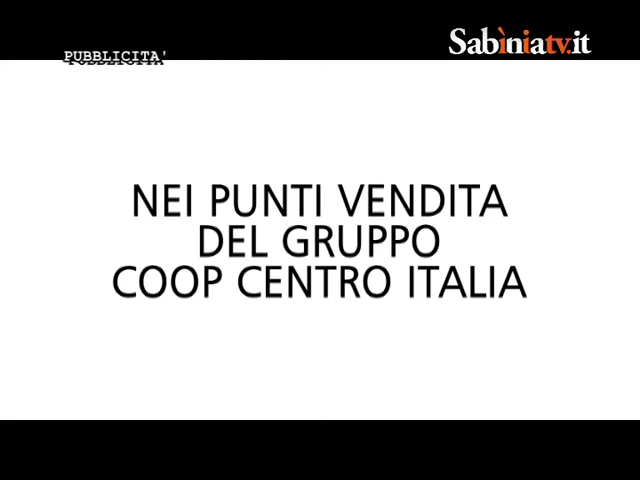 PUBBLICITA'
Sabìniatv.it
NEI PUNTI VENDITA
DEL GRUPPO
COOP CENTRO ITALIA